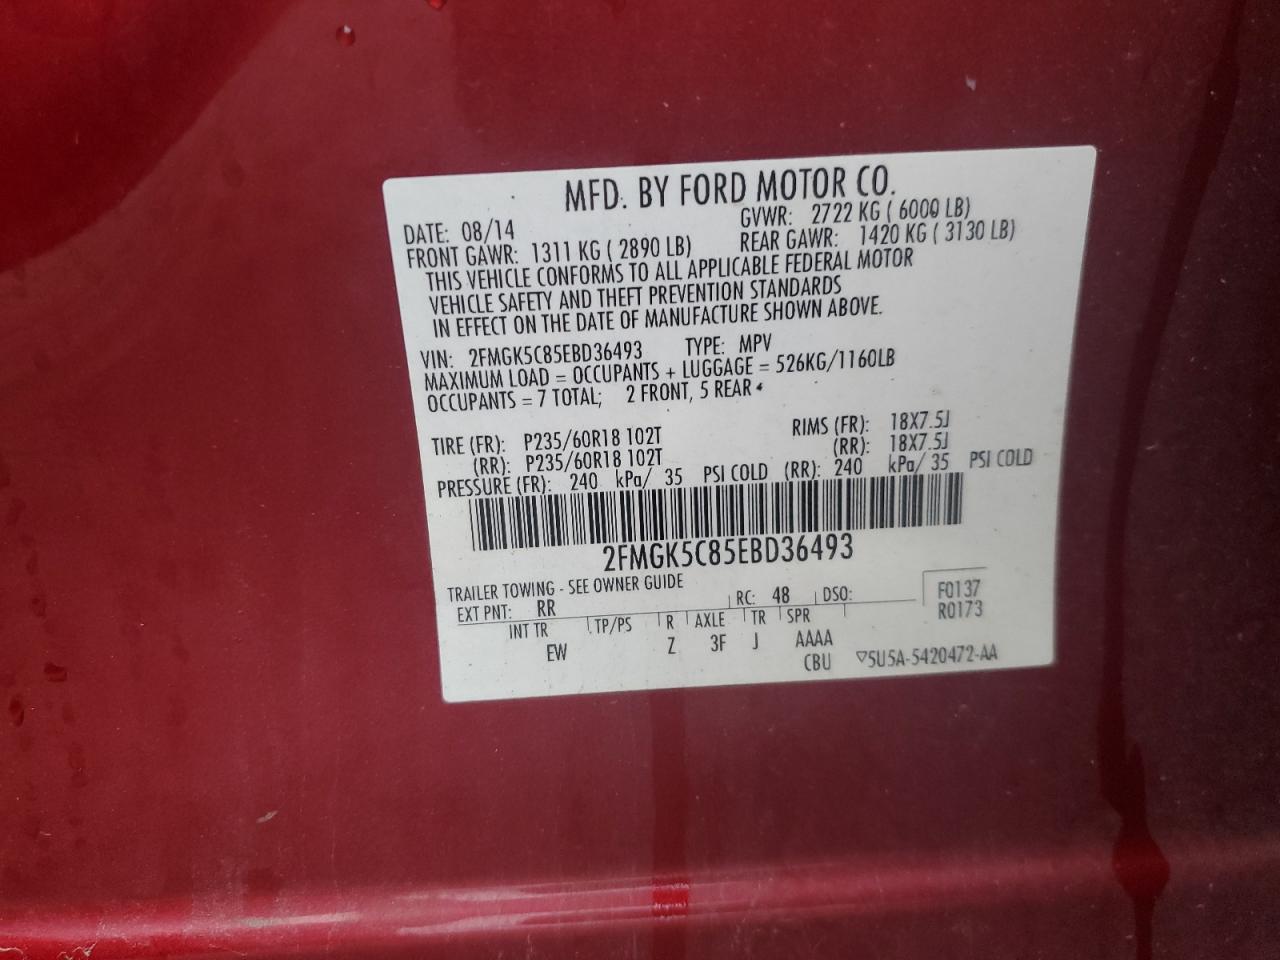 MFD. BY FORD MOTOR CO.
DATE: 08/14 GVWR: 2722 KG ( 6000 LB)
FRONT GAWR: 1311 KG ( 2890 LB) REAR GAWR: 1420 KG ( 3130 LB)
THIS VEHICLE CONFORMS TO ALL APPLICABLE FEDERAL MOTOR
VEHICLE SAFETY AND THEFT PREVENTION STANDARDS
IN EFFECT ON THE DATE OF MANUFACTURE SHOWN ABOVE.
VIN: 2FMGK5C85EBD36493 TYPE: MPV
MAXIMUM LOAD = OCCUPANTS + LUGGAGE = 526KG/1160LB
OCCUPANTS = 7 TOTAL; 2 FRONT, 5 REAR
TIRE (FR): P235/60R18 102T RIMS (FR): 18X7.5J
(RR): P235/60R18 102T (RR): 18X7.5J
PRESSURE (FR): 240 kPa/ 35 PSI COLD (RR): 240 kPa/ 35 PSI COLD
2FMGK5C85EBD36493
TRAILER TOWING - SEE OWNER GUIDE
EXT PNT: RR RC: 48 DSO: F0137
R0173
INT TR TP/PS R AXLE TR SPR
EW Z 3F J AAAA
CBU ▽5U5A-5420472-AA